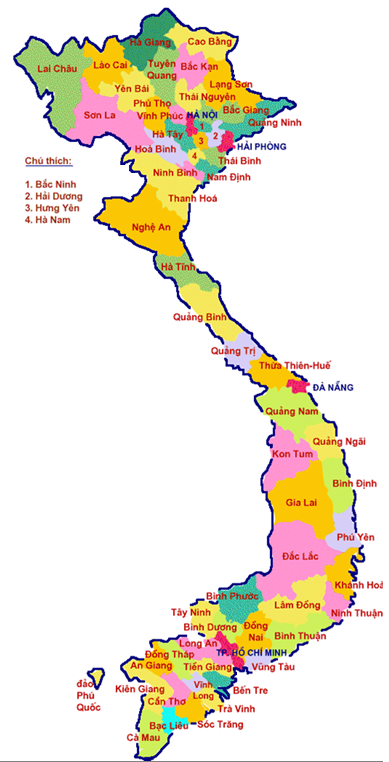 Hà Giang
Cao Bằng
Lai Châu
Lào Cai
Tuyên
Quang
Bắc Kạn
Yên Bái
Lạng Sơn
Thái Nguyên
Phú Thọ
Sơn La
Vĩnh Phúc
HÀ NỘI
Bắc Giang
Quảng Ninh
1
2
3
4
Hà Tây
HẢI PHÒNG
Hoà Bình
Thái Bình
Chú thích:
1. Bắc Ninh
2. Hải Dương
3. Hưng Yên
4. Hà Nam
Ninh Bình
Nam Định
Thanh Hoá
Nghệ An
Hà Tĩnh
Quảng Bình
Quảng Trị
Thừa Thiên-Huế
ĐÀ NẴNG
Quảng Nam
Quảng Ngãi
Kon Tum
Bình Định
Gia Lai
Phú Yên
Đắc Lắc
Khánh Hoà
Bình Phước
Lâm Đồng
Ninh Thuận
Tây Ninh
Bình Dương
Đồng
Nai
Bình Thuận
Long An
TP. HỒ CHÍ MINH
Đồng Tháp
An Giang
Tiền Giang
Vũng Tàu
đảo
Phú
Quốc
Kiên Giang
Vĩnh
Long
Bến Tre
Cần Thơ
Trà Vinh
Bạc Liêu
Sóc Trăng
Cà Mau